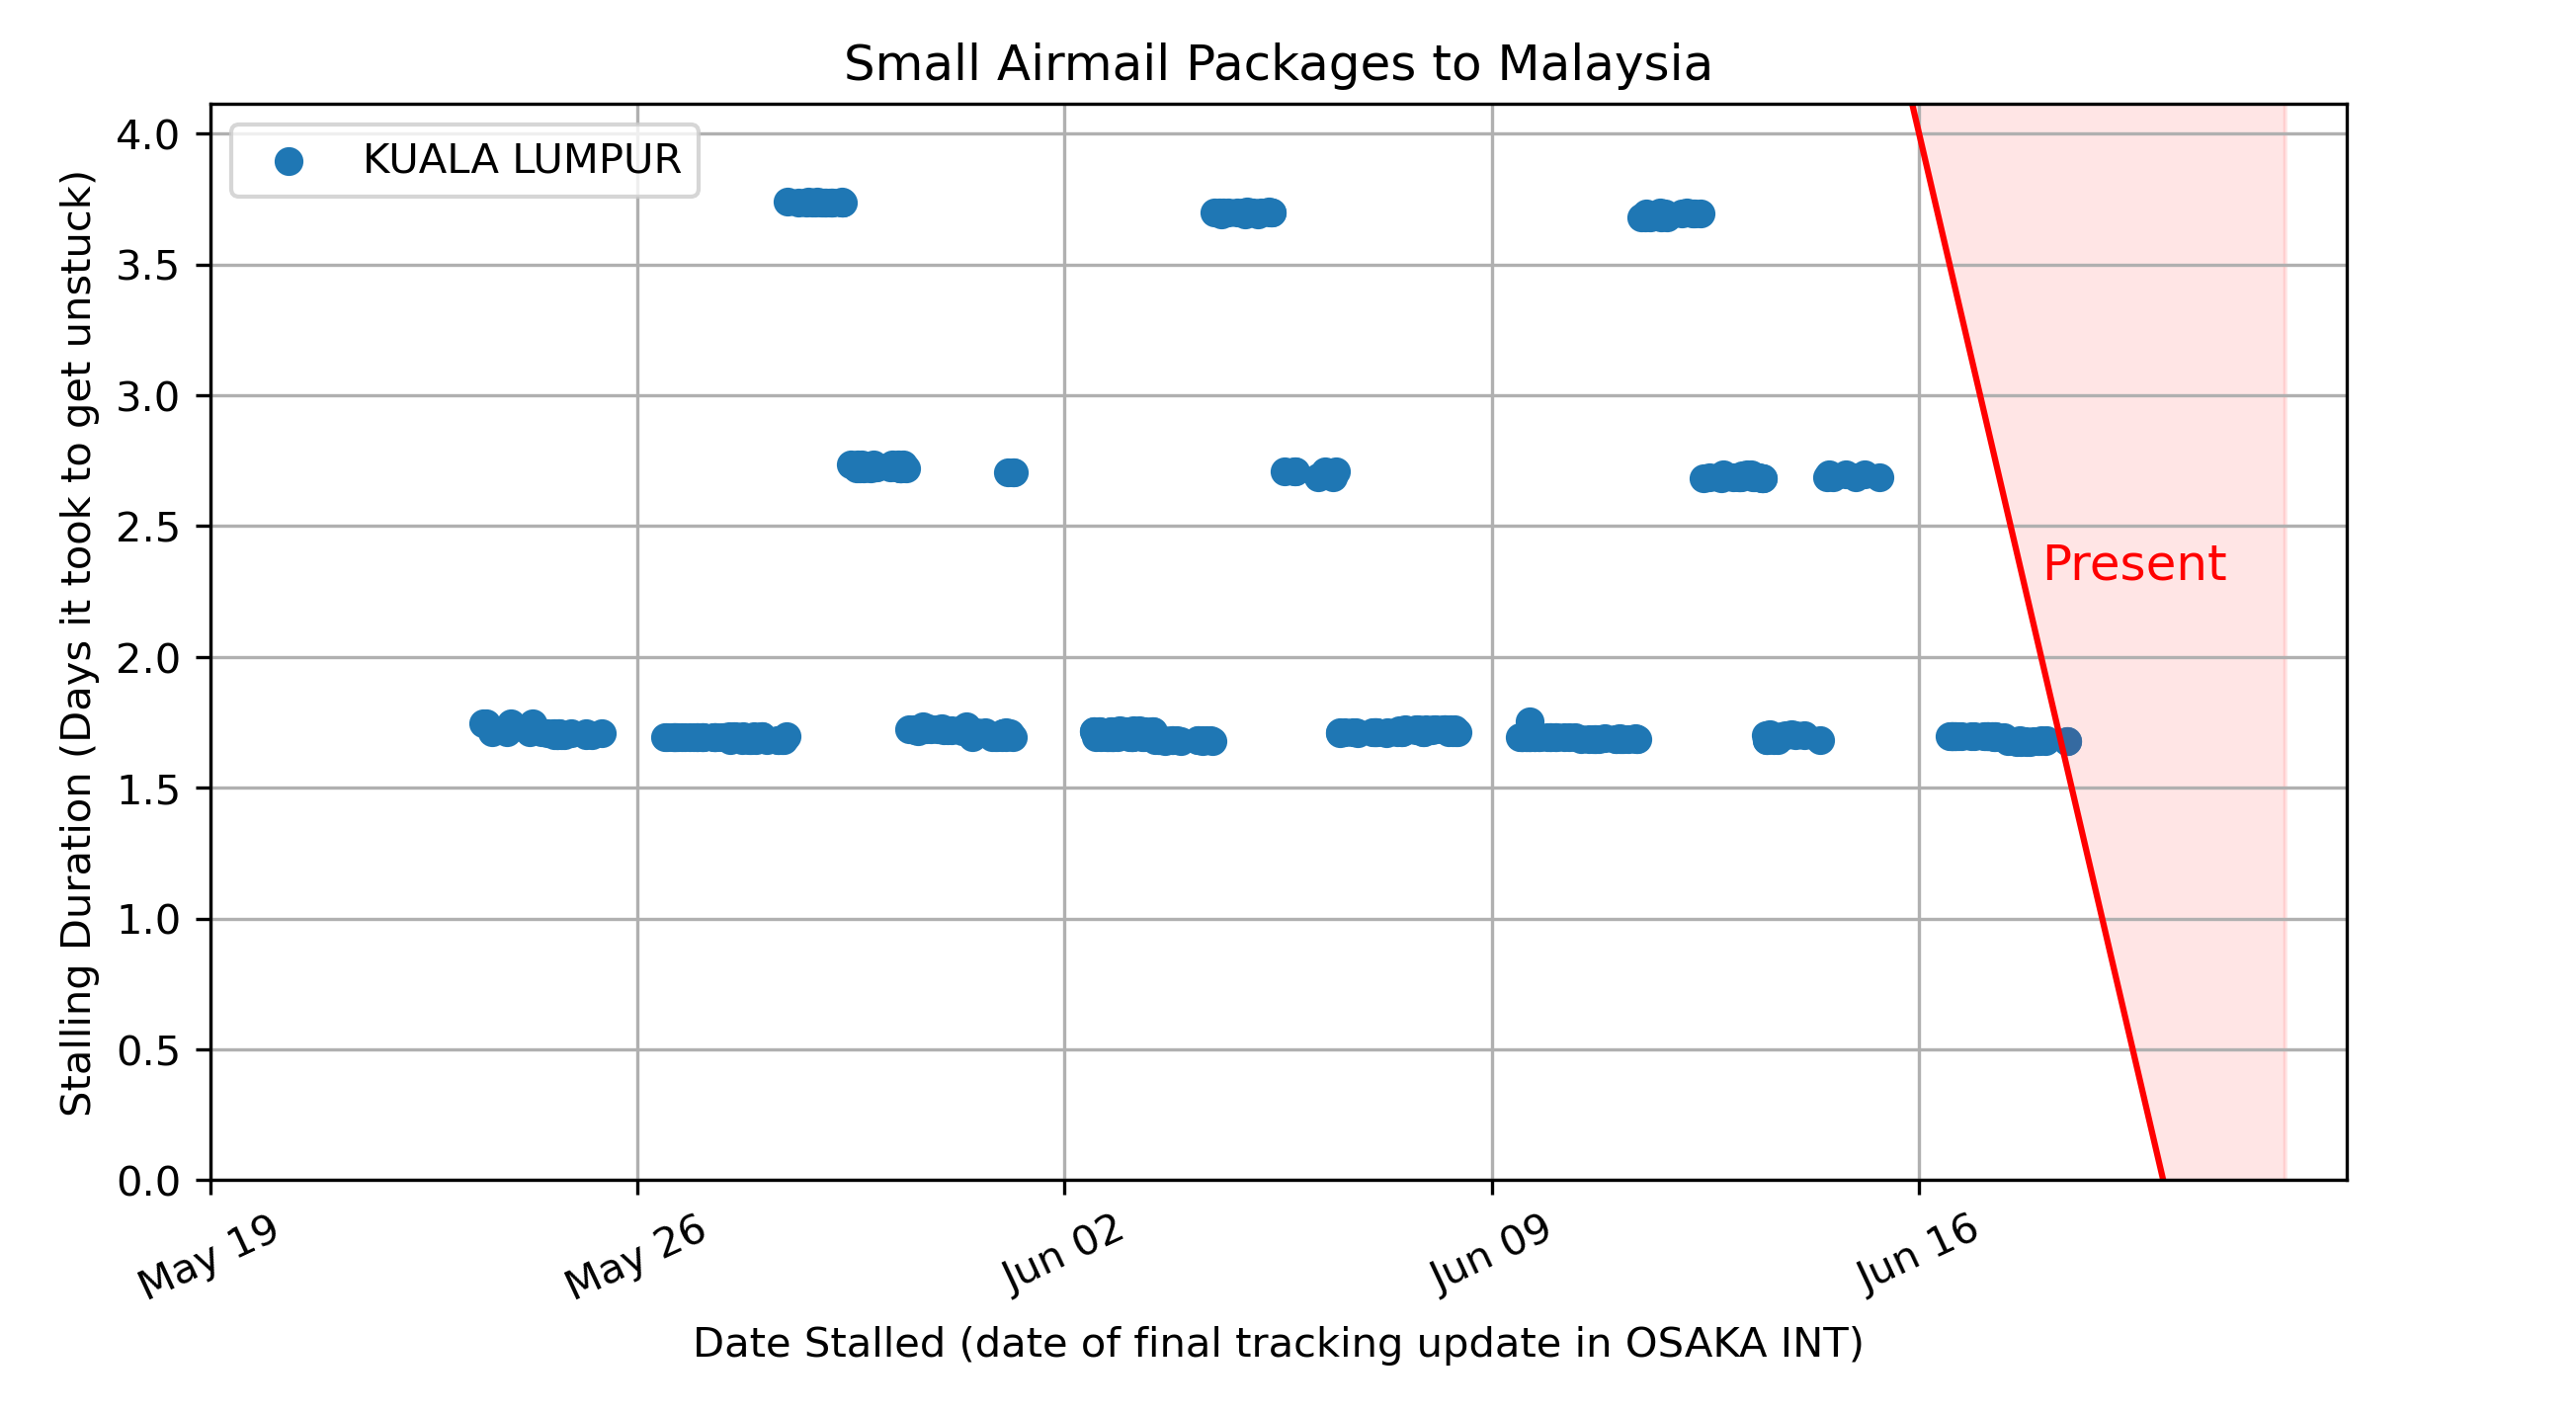 Small Airmail Packages to Malaysia
KUALA LUMPUR
Stalling Duration (Days it took to get unstuck)
4.0
3.5
3.0
2.5
2.0
1.5
1.0
0.5
0.0
Present
May 19
May 26
Jun 02
Jun 09
Jun 16
Date Stalled (date of final tracking update in OSAKA INT)